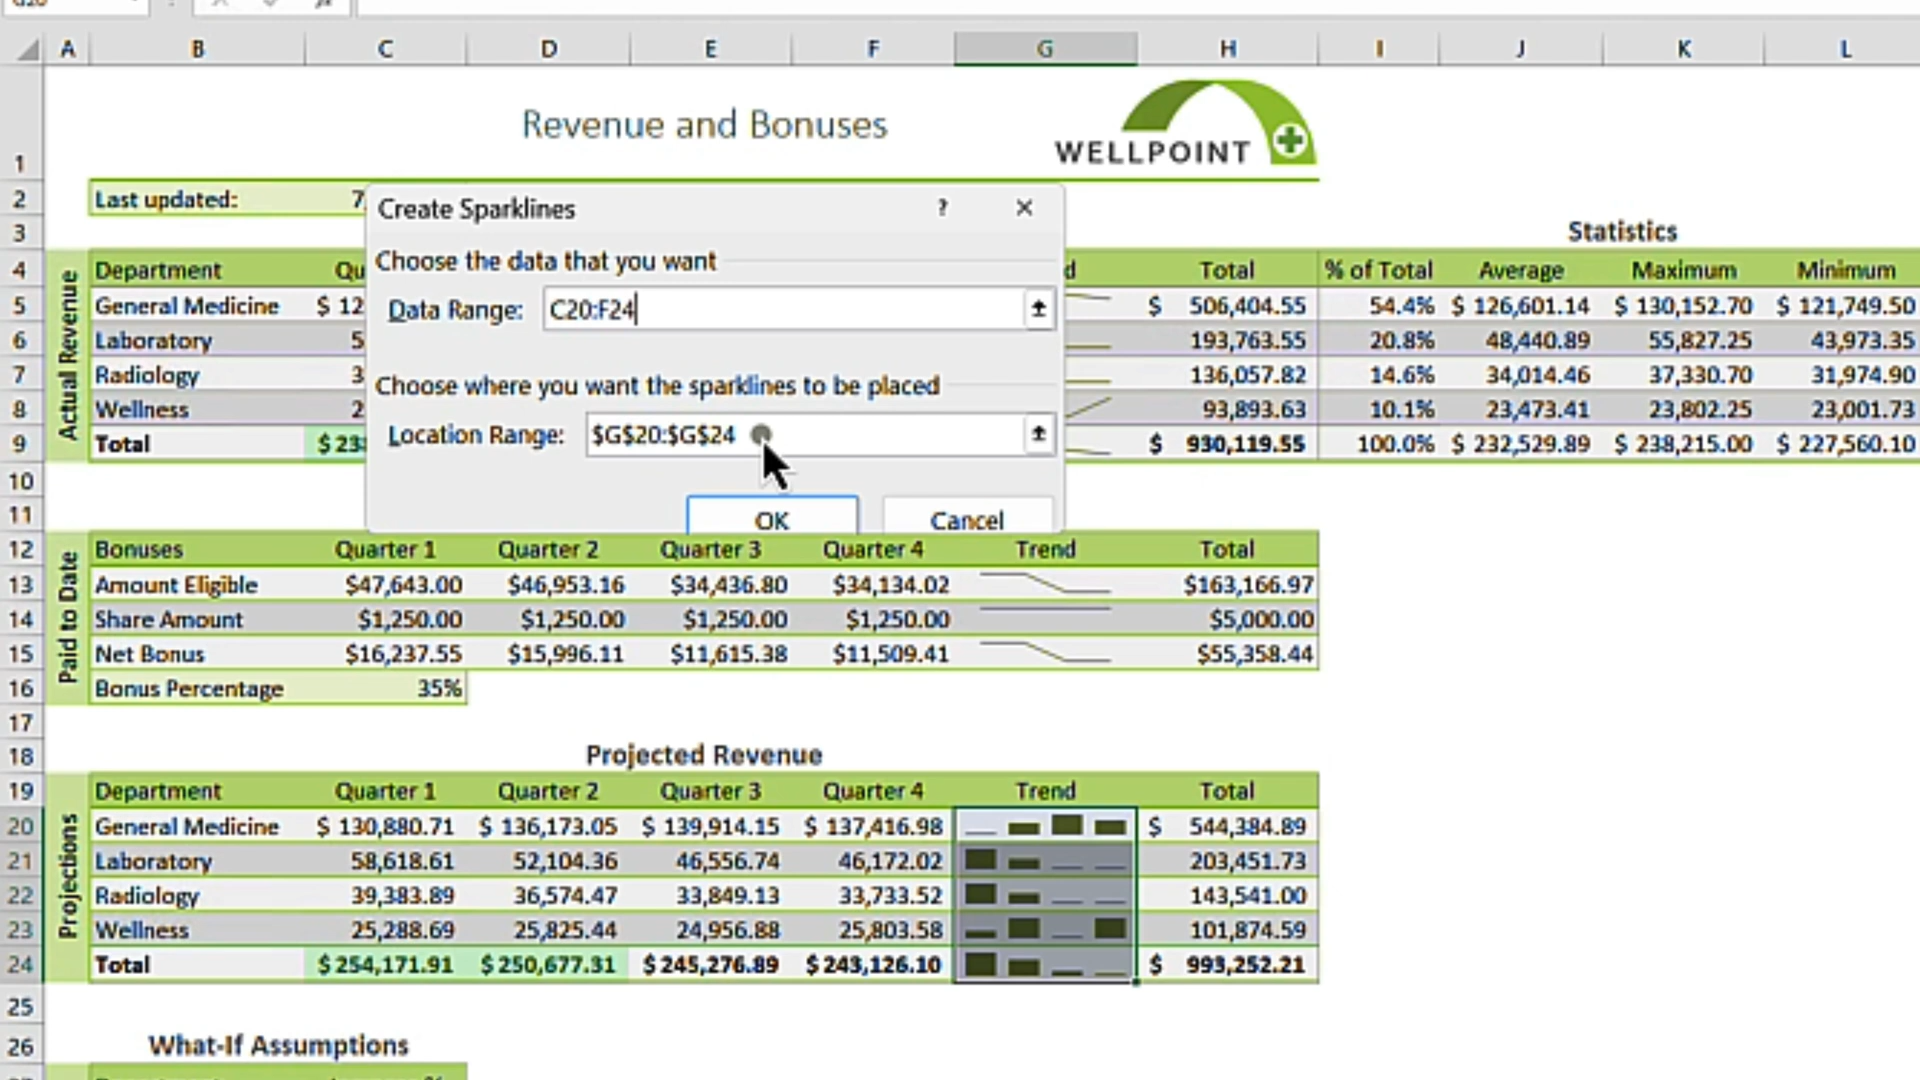 A B C D E F G H I J K L
Revenue and Bonuses
WELLPOINT
1
2 Last updated: 7
3 Statistics
4 Department Qu d Total % of Total Average Maximum Minimum
5 General Medicine $ 12 $ 506,404.55 54.4% $ 126,601.14 $ 130,152.70 $ 121,749.50
6 Laboratory 5 193,763.55 20.8% 48,440.89 55,827.25 43,973.35
7 Radiology 3 136,057.82 14.6% 34,014.46 37,330.70 31,974.90
8 Wellness 2 93,893.63 10.1% 23,473.41 23,802.25 23,001.73
9 Total $ 23 $ 930,119.55 100.0% $ 232,529.89 $ 238,215.00 $ 227,560.10
Actual Revenue
Create Sparklines ? ×
Choose the data that you want
Data Range: C20:F24
Choose where you want the sparklines to be placed
Location Range: $G$20:$G$24
OK Cancel
10
11
12 Bonuses Quarter 1 Quarter 2 Quarter 3 Quarter 4 Trend Total
13 Amount Eligible $47,643.00 $46,953.16 $34,436.80 $34,134.02 $163,166.97
14 Share Amount $1,250.00 $1,250.00 $1,250.00 $1,250.00 $5,000.00
15 Net Bonus $16,237.55 $15,996.11 $11,615.38 $11,509.41 $55,358.44
16 Bonus Percentage 35%
Paid to Date
17
18 Projected Revenue
19 Department Quarter 1 Quarter 2 Quarter 3 Quarter 4 Trend Total
20 General Medicine $ 130,880.71 $ 136,173.05 $ 139,914.15 $ 137,416.98 $ 544,384.89
21 Laboratory 58,618.61 52,104.36 46,556.74 46,172.02 203,451.73
22 Radiology 39,383.89 36,574.47 33,849.13 33,733.52 143,541.00
23 Wellness 25,288.69 25,825.44 24,956.88 25,803.58 101,874.59
24 Total $ 254,171.91 $ 250,677.31 $ 245,276.89 $ 243,126.10 $ 993,252.21
Projections
25
26 What-If Assumptions